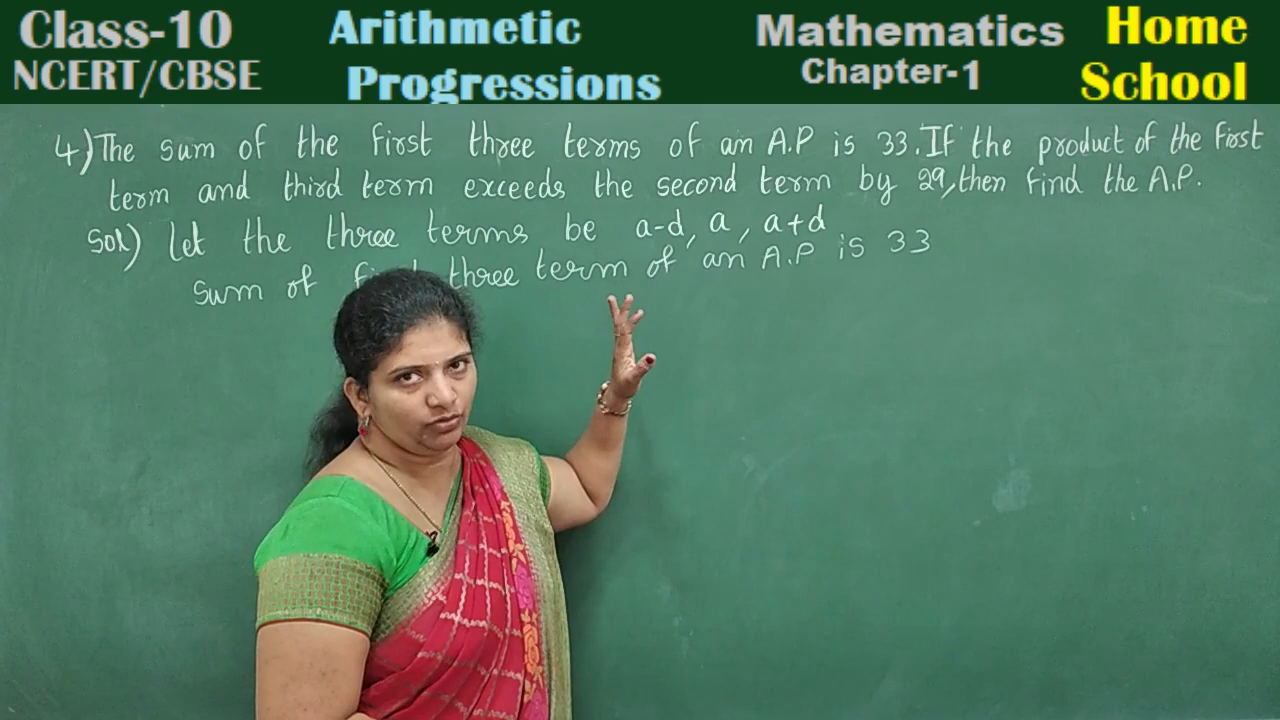 Class-10
NCERT/CBSE
Arithmetic
Progressions
Mathematics
Chapter-1
Home
School
4) The sum of the first three terms of an A.P is 33. If the product of the first
term and third term exceeds the second term by 29, then find the A.P.
Sol) Let the three terms be a-d, a, a+d
Sum of three term of an A.P is 33